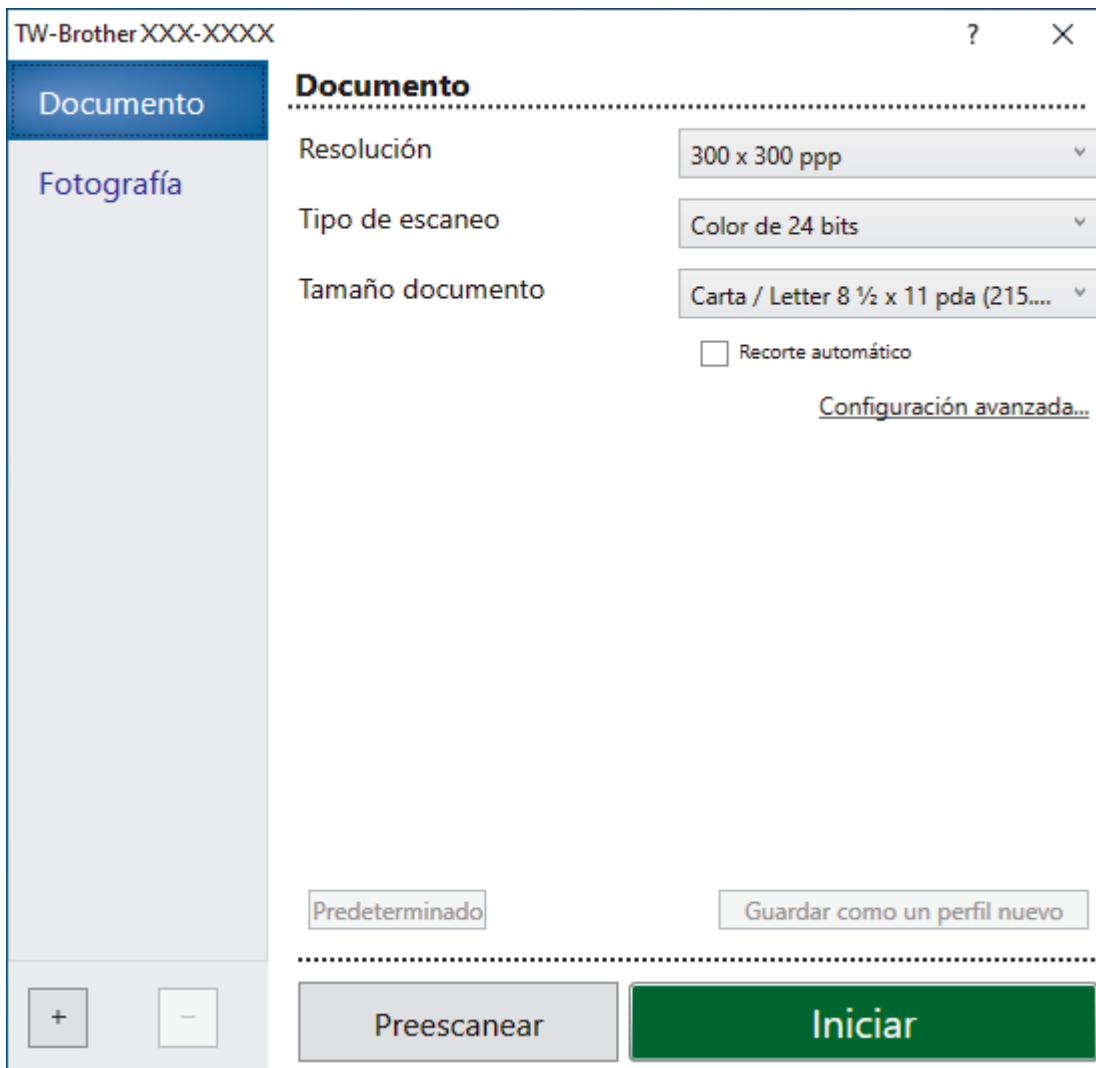 TW-Brother XXX-XXXX
?
Documento
Fotografía
Documento
Resolución
300 x 300 ppp
Tipo de escaneo
Color de 24 bits
Tamaño documento
Carta / Letter 8 ½ x 11 pda (215....
Recorte automático
Configuración avanzada...
Predeterminado
Guardar como un perfil nuevo
+
−
Preescanear
Iniciar